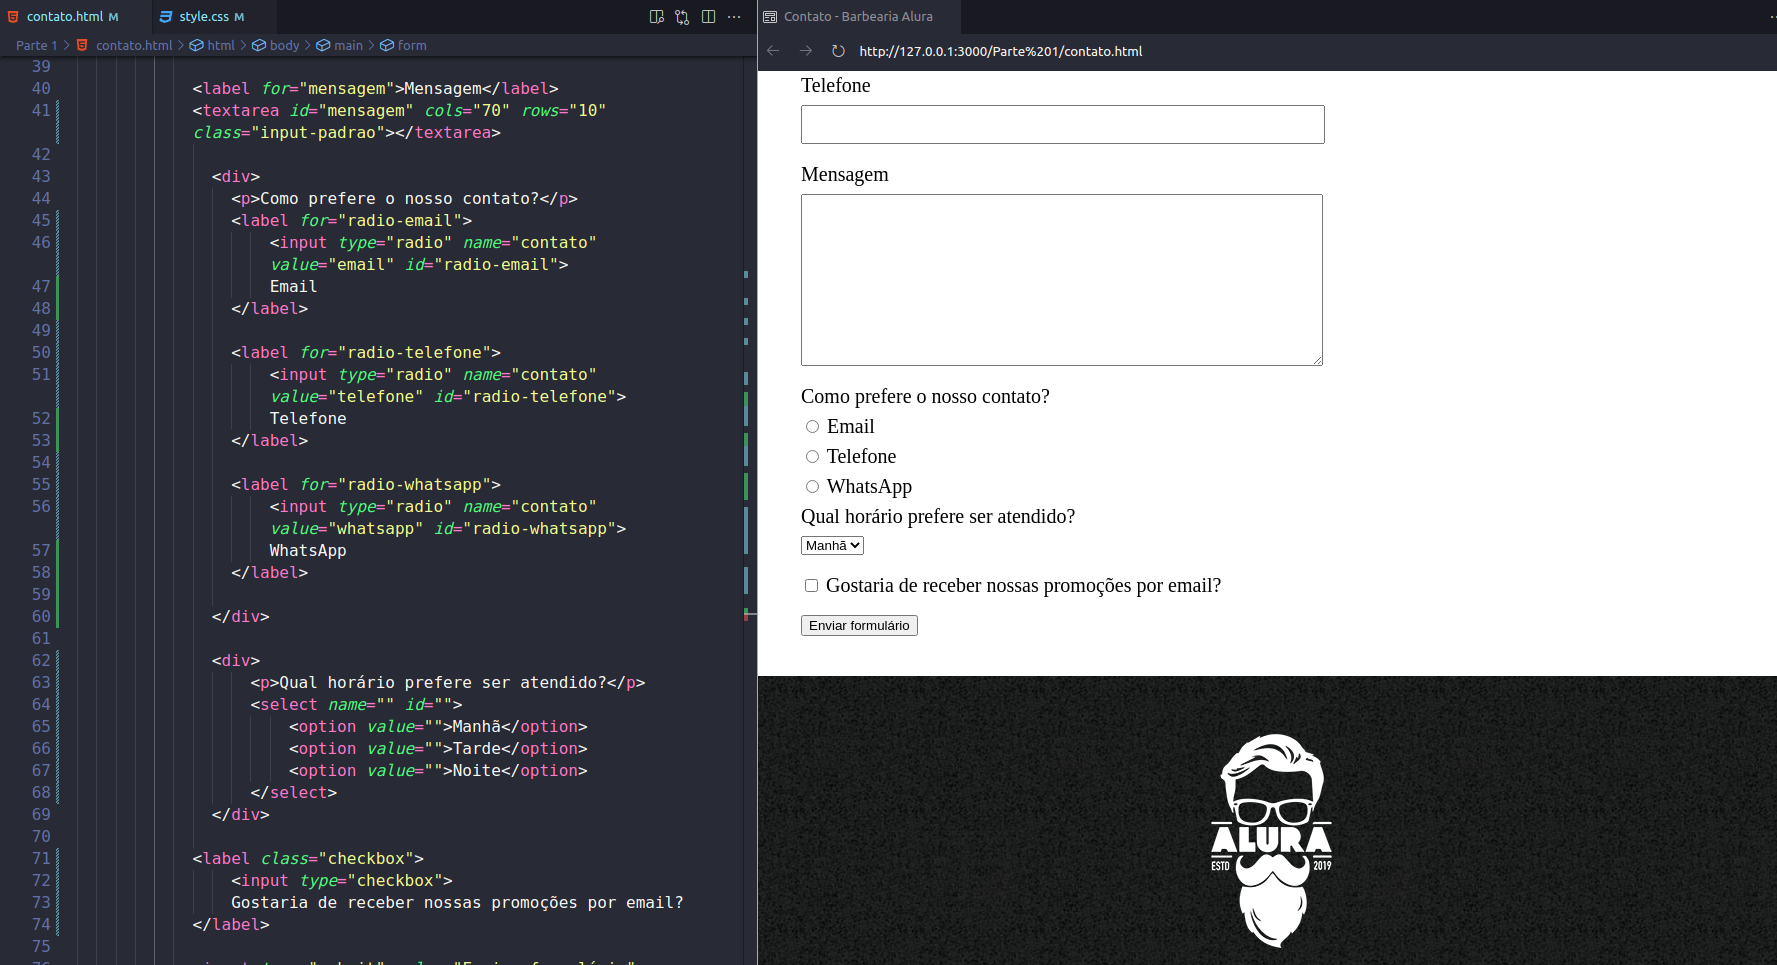 contato.html M
style.css M
Parte 1 > contato.html > html > body > main > form
39
40 <label for="mensagem">Mensagem</label>
41 <textarea id="mensagem" cols="70" rows="10"
class="input-padrao"></textarea>
42
43 <div>
44 <p>Como prefere o nosso contato?</p>
45 <label for="radio-email">
46 <input type="radio" name="contato"
value="email" id="radio-email">
47 Email
48 </label>
49
50 <label for="radio-telefone">
51 <input type="radio" name="contato"
value="telefone" id="radio-telefone">
52 Telefone
53 </label>
54
55 <label for="radio-whatsapp">
56 <input type="radio" name="contato"
value="whatsapp" id="radio-whatsapp">
57 WhatsApp
58 </label>
59
60 </div>
61
62 <div>
63 <p>Qual horário prefere ser atendido?</p>
64 <select name="" id="">
65 <option value="">Manhã</option>
66 <option value="">Tarde</option>
67 <option value="">Noite</option>
68 </select>
69 </div>
70
71 <label class="checkbox">
72 <input type="checkbox">
73 Gostaria de receber nossas promoções por email?
74 </label>
75
Contato - Barbearia Alura
http://127.0.0.1:3000/Parte%201/contato.html
Telefone
Mensagem
Como prefere o nosso contato?
Email
Telefone
WhatsApp
Qual horário prefere ser atendido?
Manhã
Gostaria de receber nossas promoções por email?
Enviar formulário
ALURA
ESTD 2019